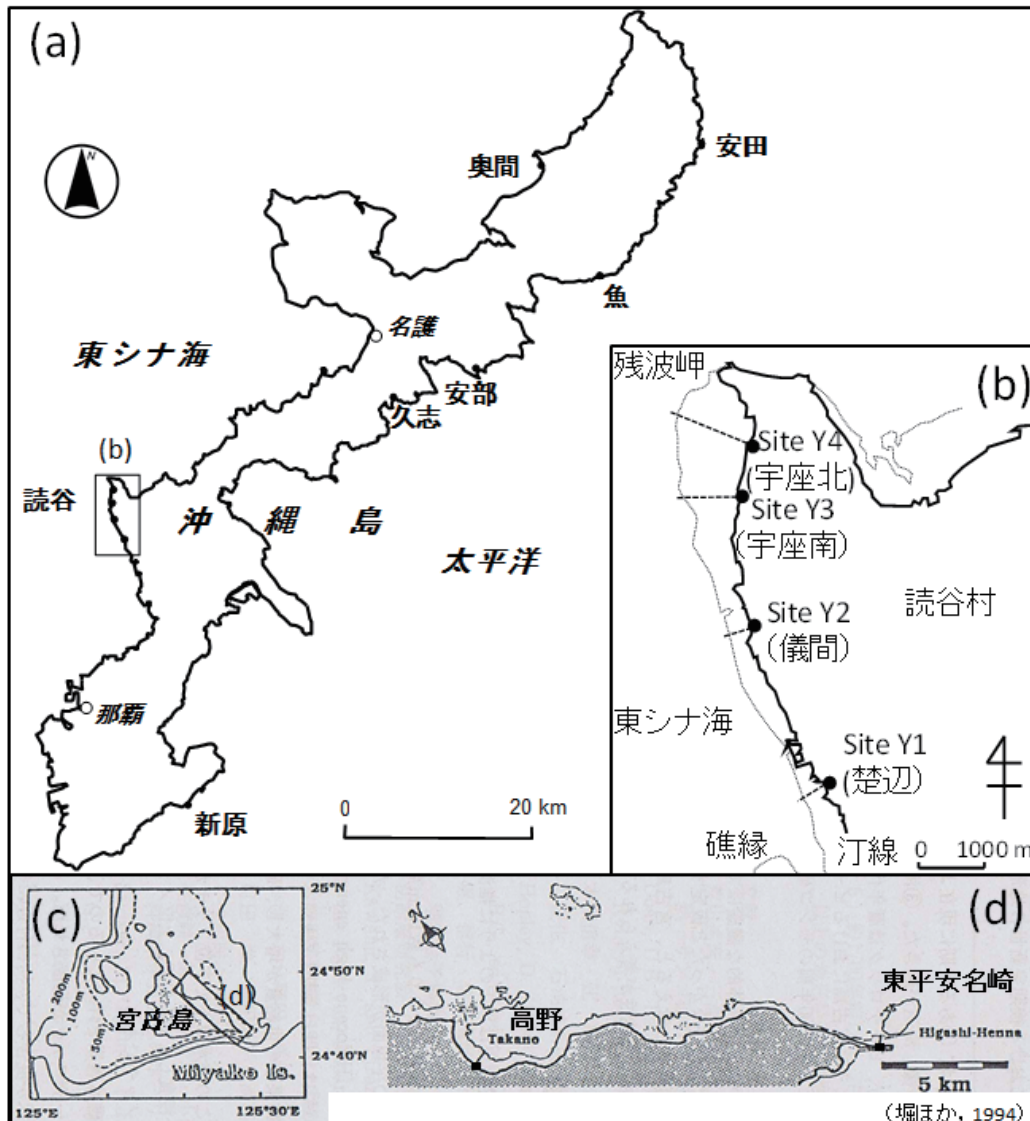 (a)
N
安田
奥間
魚
名護
東シナ海
安部
久志
(b)
読谷
沖縄島
太平洋
那覇
新原
0 20 km
(b)
残波岬
Site Y4
(宇座北)
Site Y3
(宇座南)
読谷村
Site Y2
(儀間)
東シナ海
Site Y1
(楚辺)
礁縁
汀線
0 1000 m
(c)
25°N
24°50'
24°40'
200m
100m
50m
(d)
宮古島
Miyako Is.
125°E
125°30'E
(d)
N
高野
Takano
東平安名崎
Higashi-Henna
5 km
(堀ほか, 1994)